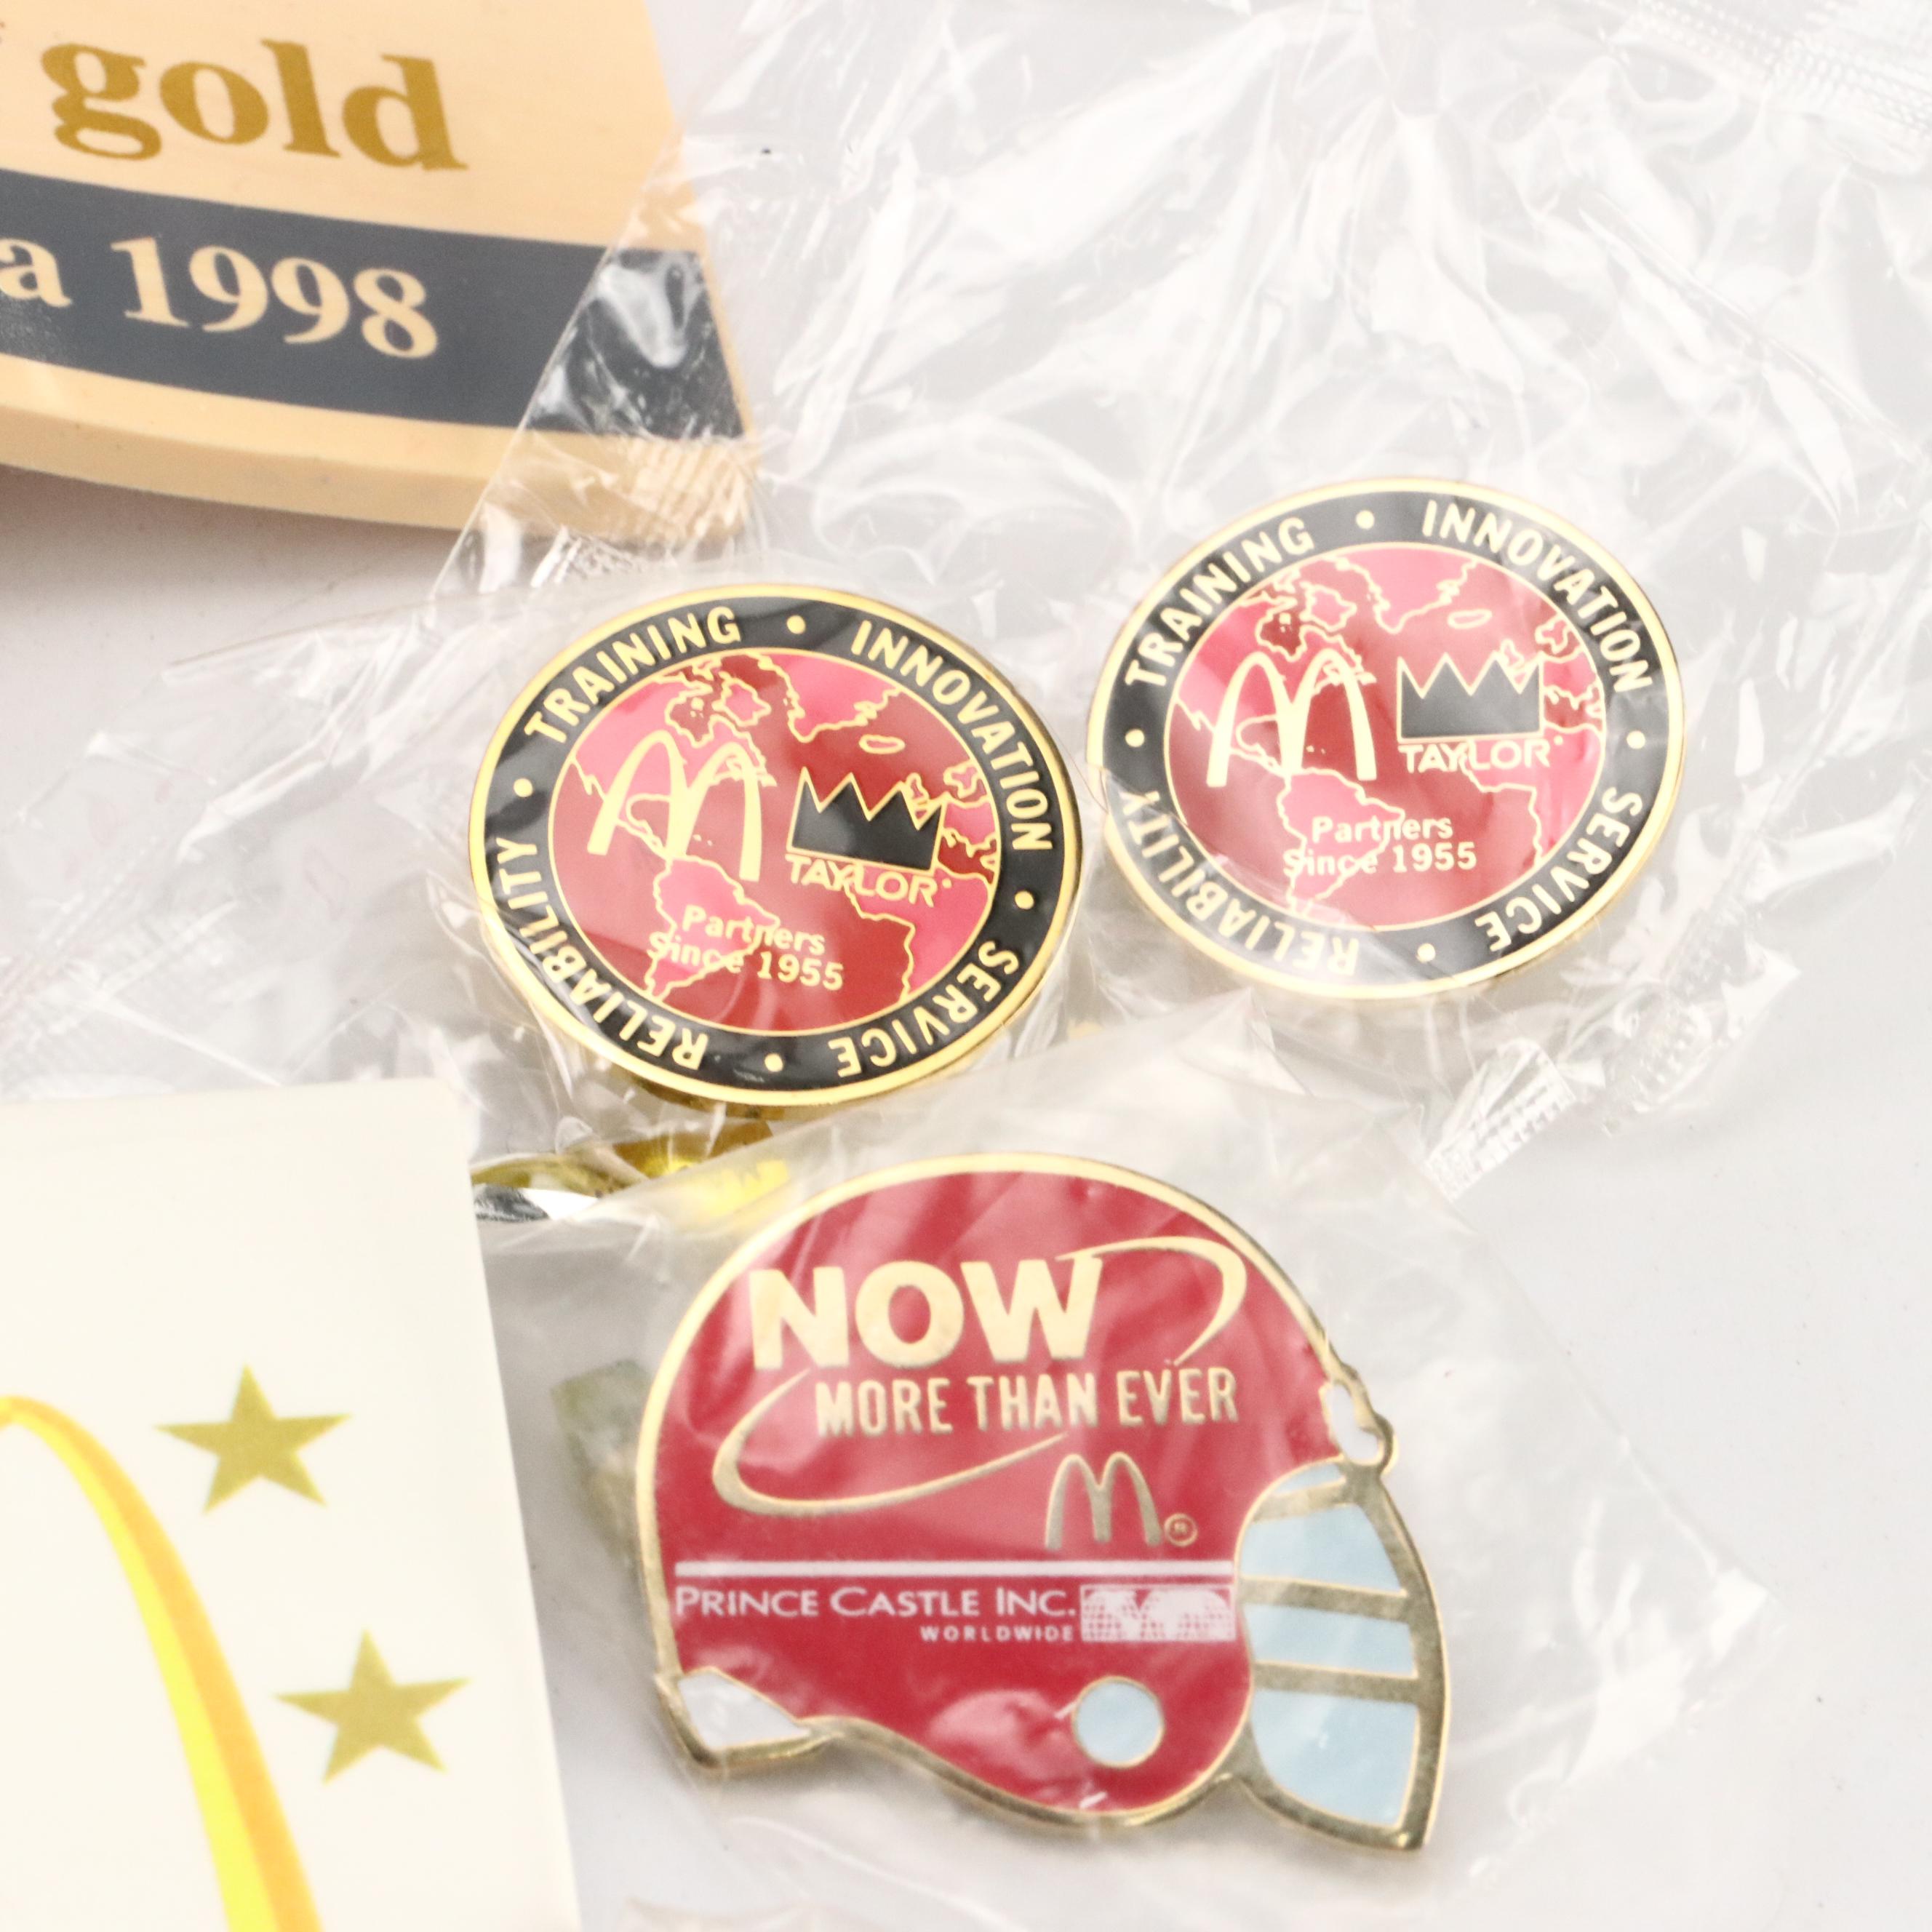 gold
a 1998
TRAINING • INNOVATION • SERVICE • RELIABILITY •
M
TAYLOR
Partners
Since 1955
TRAINING • INNOVATION • SERVICE • RELIABILITY •
M
TAYLOR
Partners
Since 1955
NOW
MORE THAN EVER
M®
PRINCE CASTLE INC.
WORLDWIDE